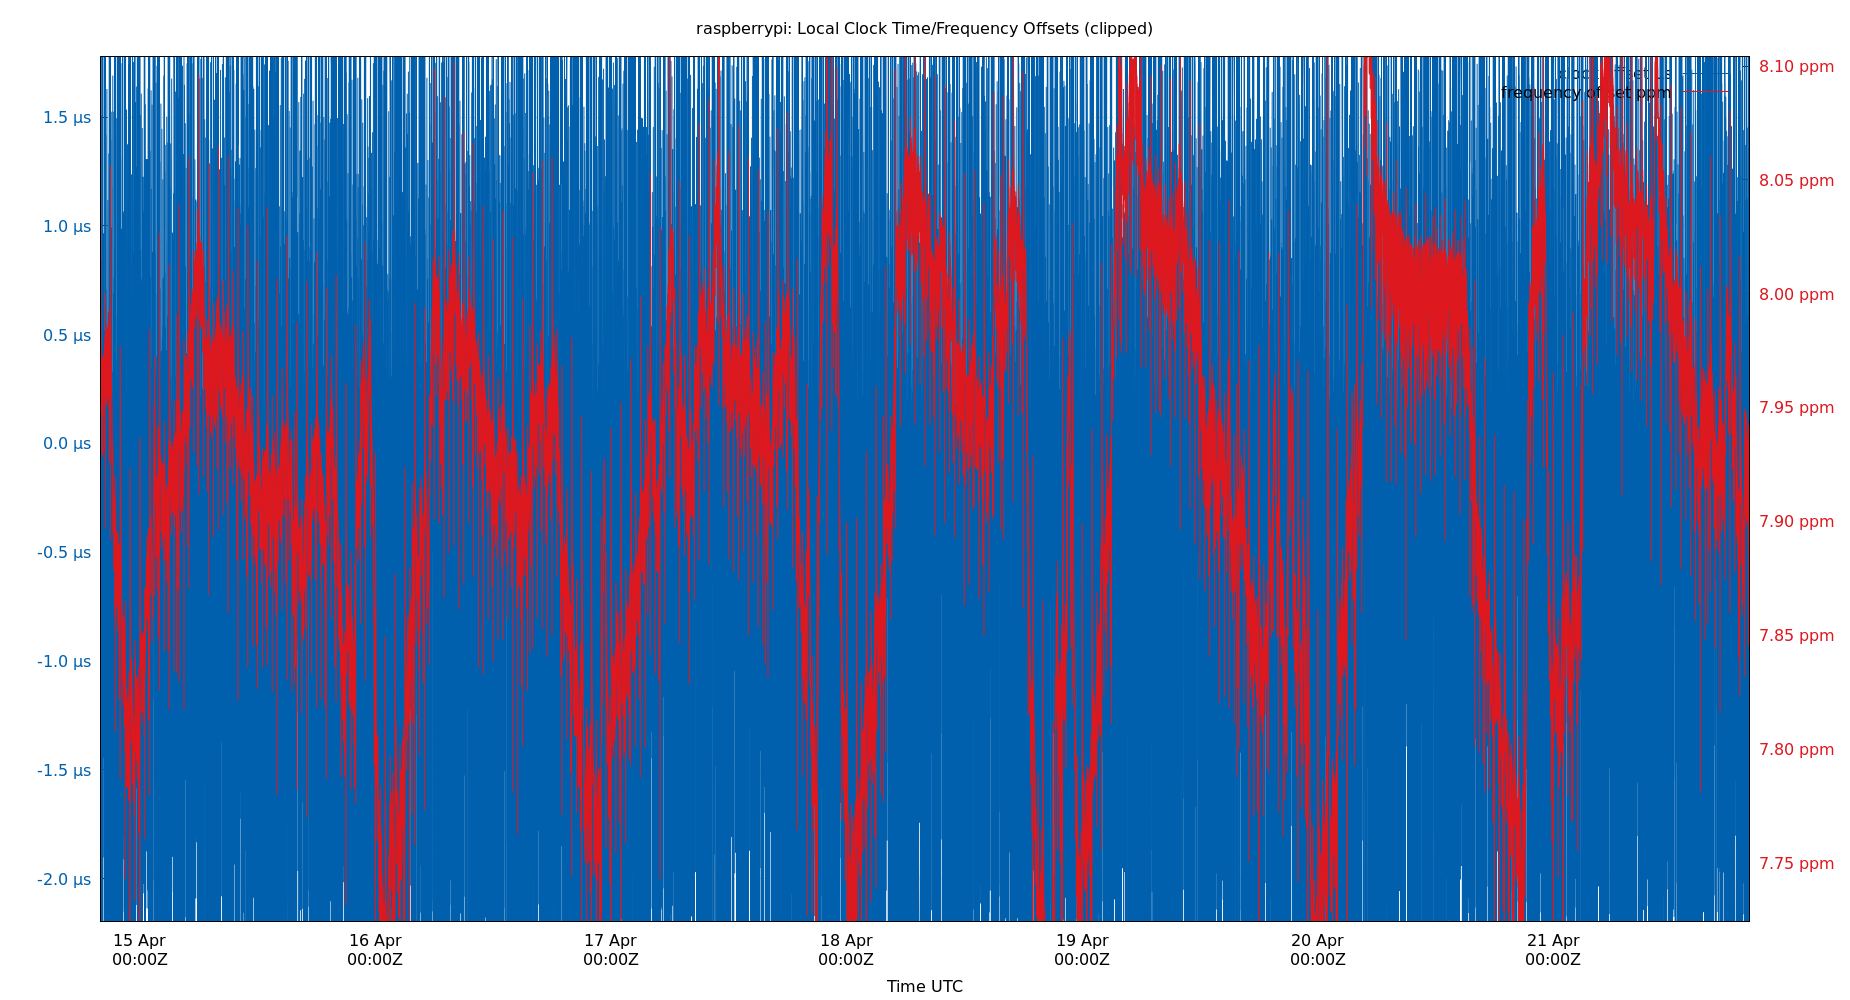 raspberrypi: Local Clock Time/Frequency Offsets (clipped)
1.5 µs
1.0 µs
0.5 µs
0.0 µs
-0.5 µs
-1.0 µs
-1.5 µs
-2.0 µs
8.10 ppm
8.05 ppm
8.00 ppm
7.95 ppm
7.90 ppm
7.85 ppm
7.80 ppm
7.75 ppm
frequency offset ppm
15 Apr
00:00Z
16 Apr
00:00Z
17 Apr
00:00Z
18 Apr
00:00Z
19 Apr
00:00Z
20 Apr
00:00Z
21 Apr
00:00Z
Time UTC